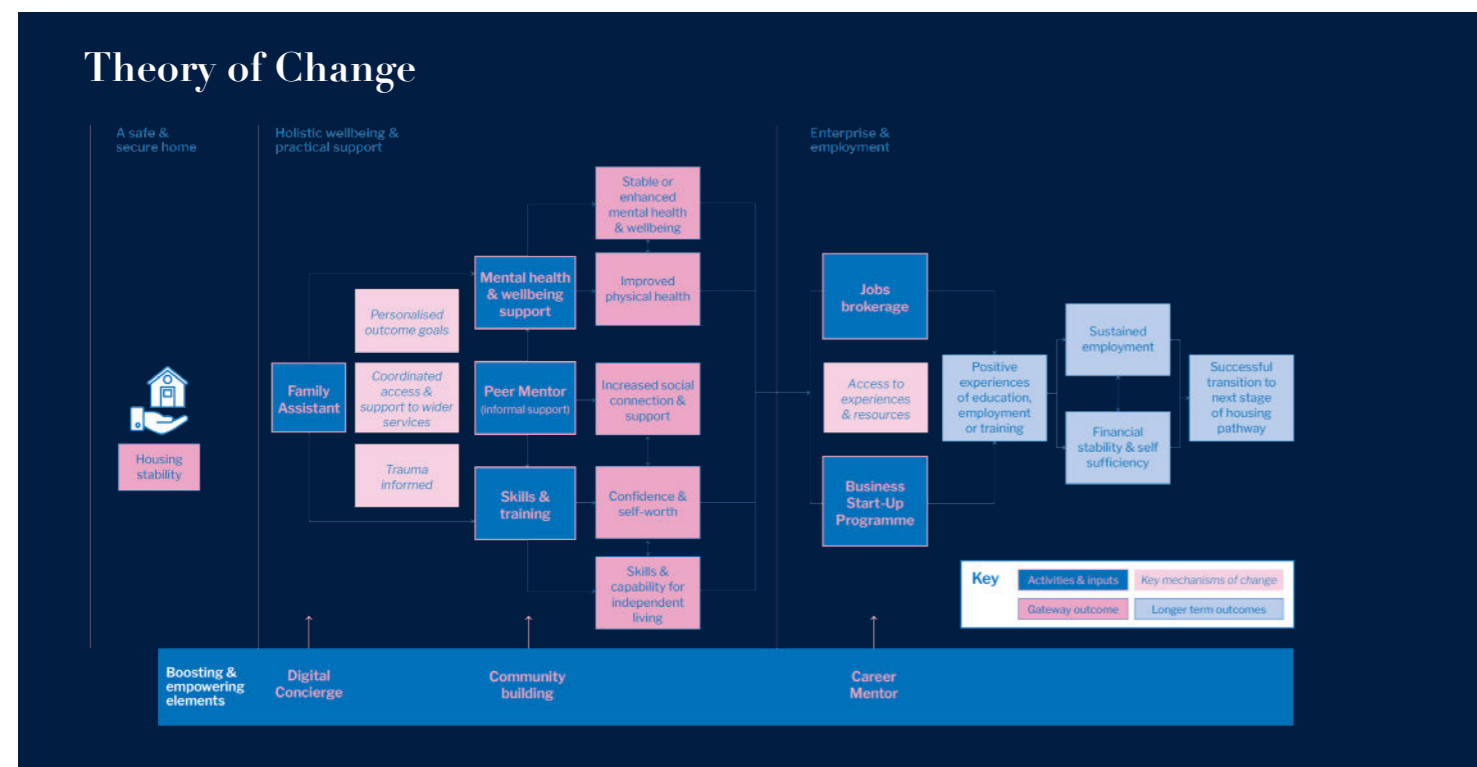 Theory of Change
A safe &
secure home
Holistic wellbeing &
practical support
Enterprise &
employment
Housing
stability
Family
Assistant
Personalised
outcome goals
Coordinated
access &
support to wider
services
Trauma
informed
Mental health
& wellbeing
support
Peer Mentor
(informal support)
Skills &
training
Stable or
enhanced
mental health
& wellbeing
Improved
physical health
Increased social
connection &
support
Confidence &
self-worth
Skills &
capability for
independent
living
Jobs
brokerage
Access to
experiences
& resources
Business
Start-Up
Programme
Positive
experiences
of education,
employment
or training
Sustained
employment
Financial
stability & self
sufficiency
Successful
transition to
next stage
of housing
pathway
Key
Activities & inputs
Key mechanisms of change
Gateway outcome
Longer term outcomes
Boosting &
empowering
elements
Digital
Concierge
Community
building
Career
Mentor